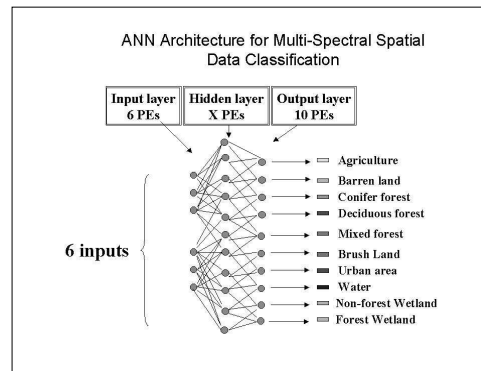 ANN Architecture for Multi-Spectral Spatial
Data Classification
Input layer
6 PEs
Hidden layer
X PEs
Output layer
10 PEs
6 inputs
Agriculture
Barren land
Conifer forest
Deciduous forest
Mixed forest
Brush Land
Urban area
Water
Non-forest Wetland
Forest Wetland